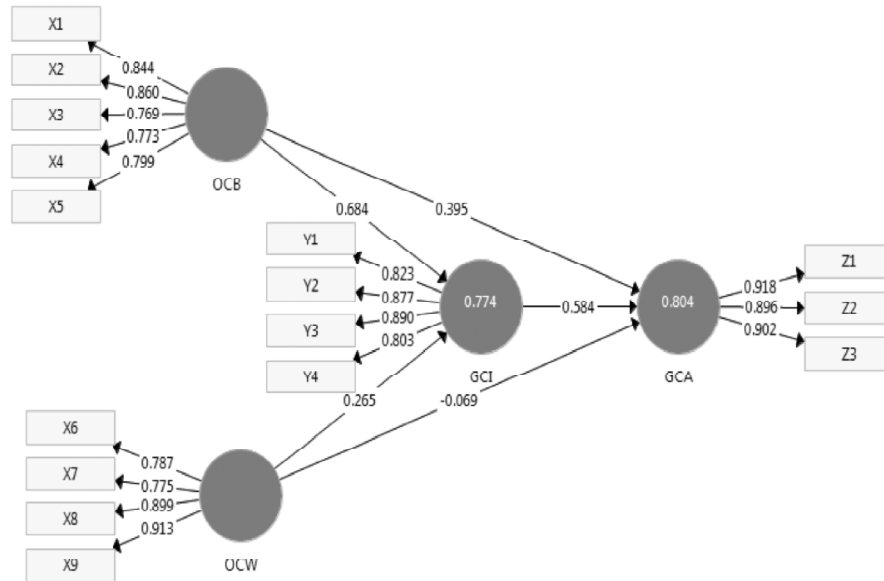 X1
0.844
X2
0.860
X3
0.769
X4
0.773
X5
0.799
OCB
0.684
0.395
Y1
0.823
Y2
0.877
Y3
0.890
Y4
0.803
0.774
GCI
0.584
0.804
GCA
0.918
Z1
0.896
Z2
0.902
Z3
0.265
-0.069
X6
0.787
X7
0.775
X8
0.899
X9
0.913
OCW